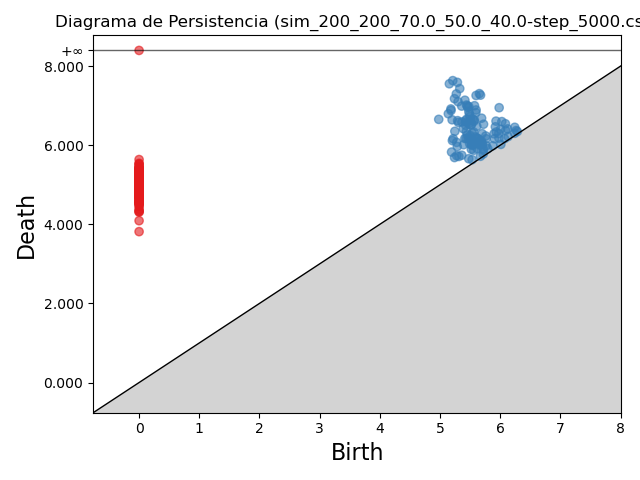 Diagrama de Persistencia (sim_200_200_70.0_50.0_40.0-step_5000.cs
+∞
8.000
6.000
4.000
2.000
0.000
Death
0 1 2 3 4 5 6 7 8
Birth